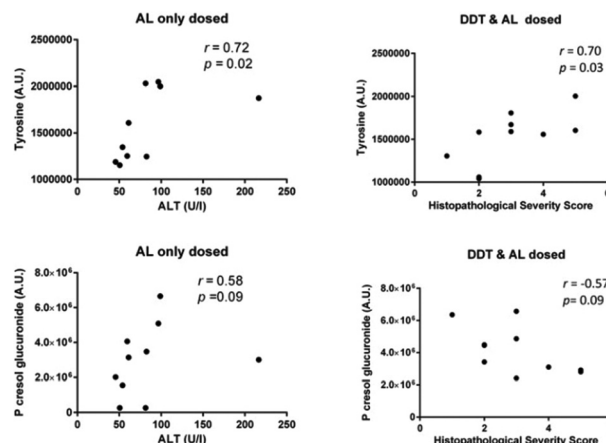 AL only dosed
r = 0.72
p = 0.02
Tyrosine (A.U.)
2500000
2000000
1500000
1000000
0 50 100 150 200 250
ALT (U/I)
DDT & AL dosed
r = 0.70
p = 0.03
Tyrosine (A.U.)
2500000
2000000
1500000
1000000
0 2 4 6
Histopathological Severity Score
AL only dosed
r = 0.58
p =0.09
P cresol glucuronide (A.U.)
8.0×10⁶
6.0×10⁶
4.0×10⁶
2.0×10⁶
0
0 50 100 150 200 250
ALT (U/I)
DDT & AL dosed
r = -0.57
p= 0.09
P cresol glucuronide (A.U.)
8.0×10⁶
6.0×10⁶
4.0×10⁶
2.0×10⁶
0
0 2 4
Histopathological Severity Score